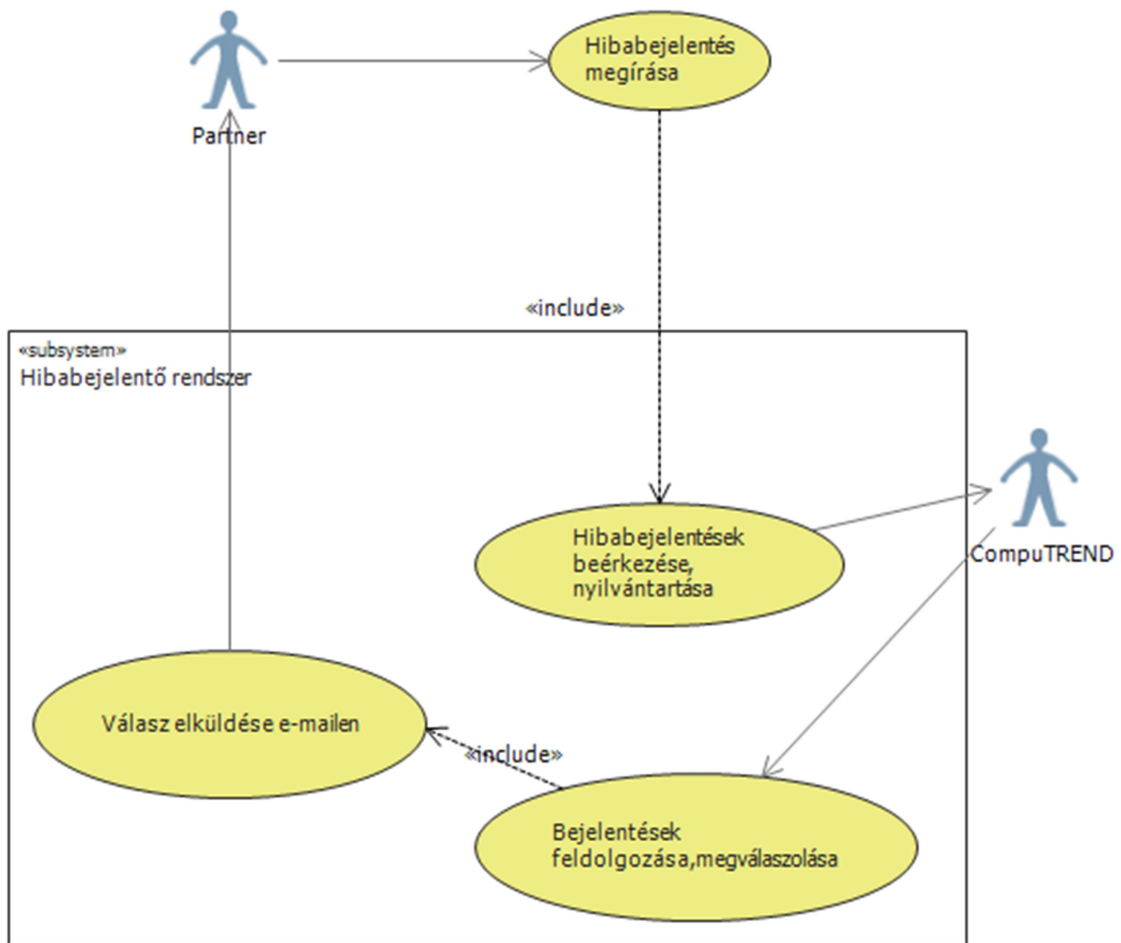 Hibabejelentés
megírása
Partner
«include»
«subsystem»
Hibabejelentő rendszer
Hibabejelentések
beérkezése,
nyilvántartása
CompuTREND
Válasz elküldése e-mailen
«include»
Bejelentések
feldolgozása,megválaszolása